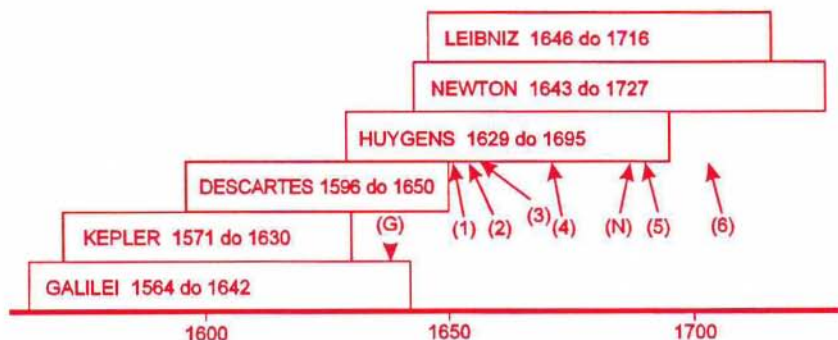 LEIBNIZ 1646 do 1716
NEWTON 1643 do 1727
HUYGENS 1629 do 1695
DESCARTES 1596 do 1650
(G)
(1)
(2)
(3)
(4)
(N)
(5)
(6)
KEPLER 1571 do 1630
GALILEI 1564 do 1642
1600
1650
1700